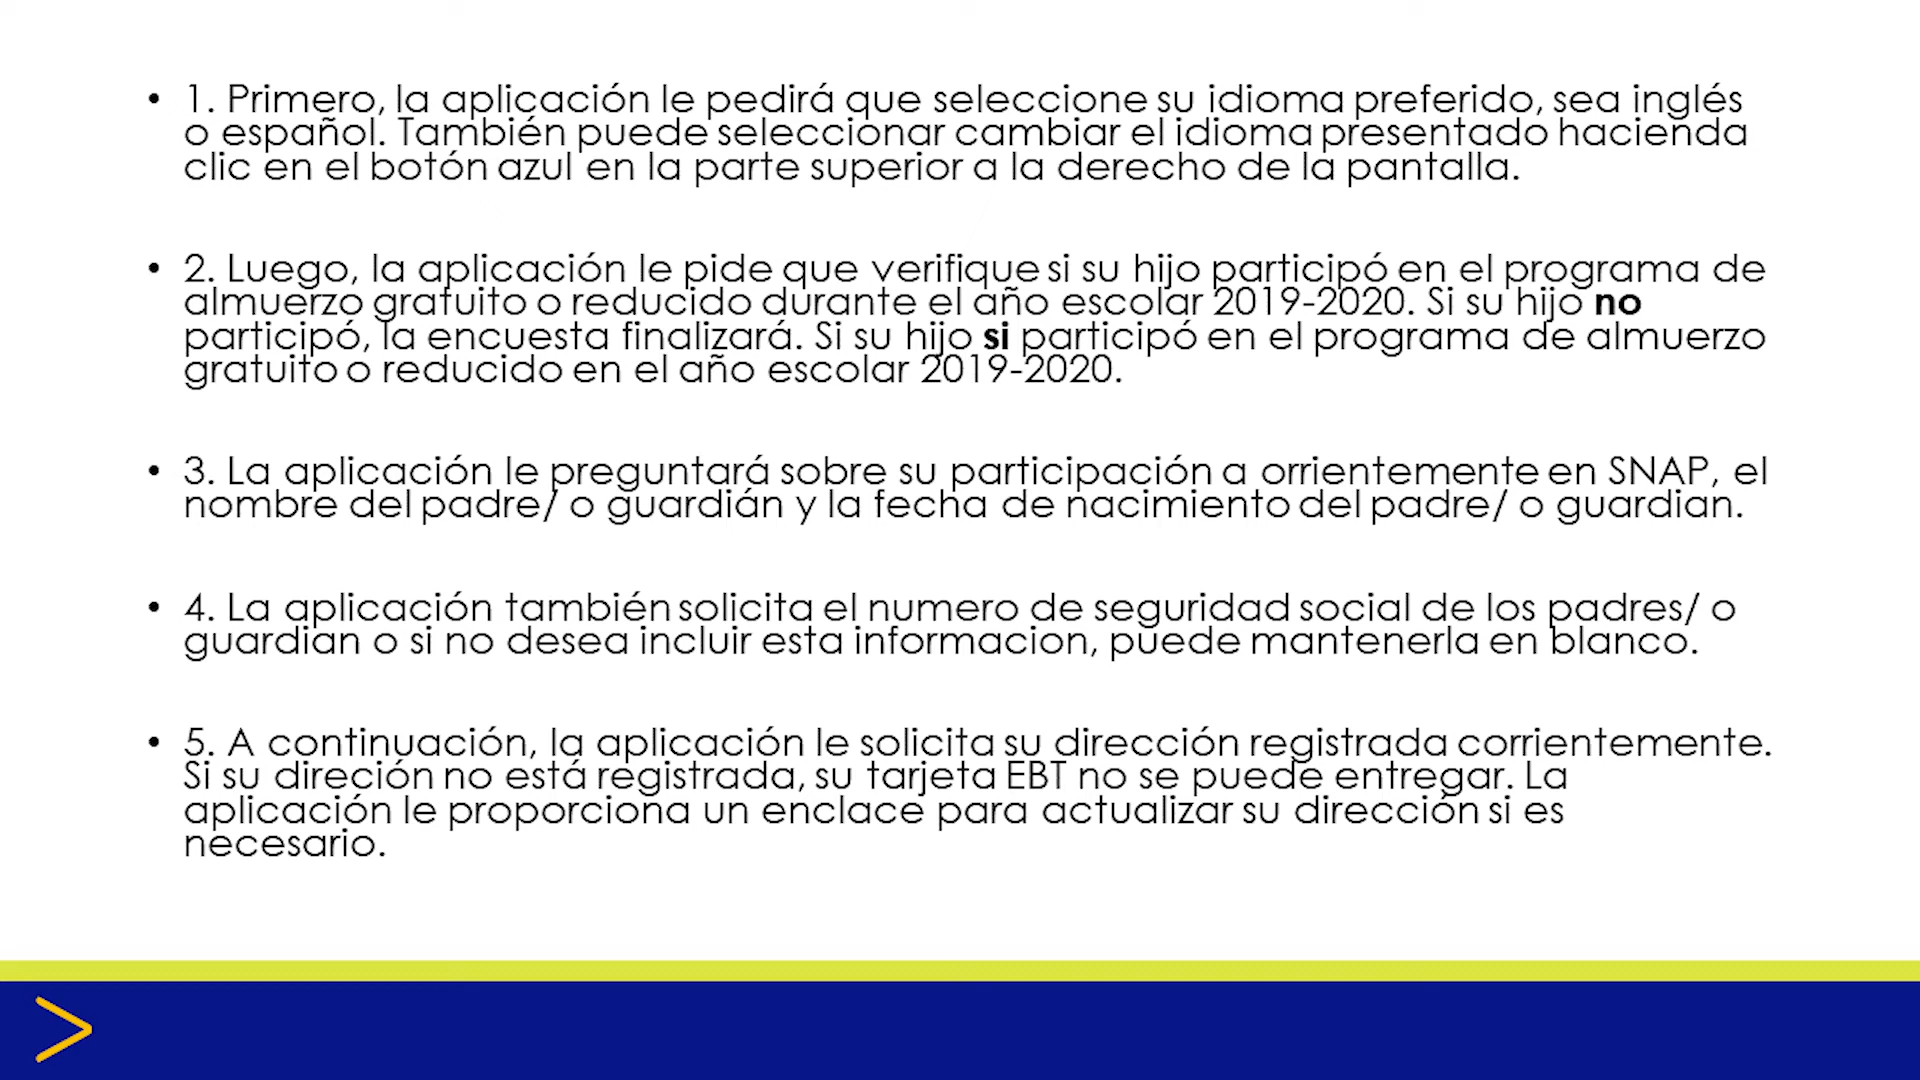 • 1. Primero, la aplicación le pedirá que seleccione su idioma preferido, sea inglés
o español. También puede seleccionar cambiar el idioma presentado hacienda
clic en el botón azul en la parte superior a la derecho de la pantalla.
• 2. Luego, la aplicación le pide que verifique si su hijo participó en el programa de
almuerzo gratuito o reducido durante el año escolar 2019-2020. Si su hijo no
participó, la encuesta finalizará. Si su hijo si participó en el programa de almuerzo
gratuito o reducido en el año escolar 2019-2020.
• 3. La aplicación le preguntará sobre su participación a orrientemente en SNAP, el
nombre del padre/ o guardián y la fecha de nacimiento del padre/ o guardian.
• 4. La aplicación también solicita el numero de seguridad social de los padres/ o
guardian o si no desea incluir esta informacion, puede mantenerla en blanco.
• 5. A continuación, la aplicación le solicita su dirección registrada corrientemente.
Si su direción no está registrada, su tarjeta EBT no se puede entregar. La
aplicación le proporciona un enclace para actualizar su dirección si es
necesario.